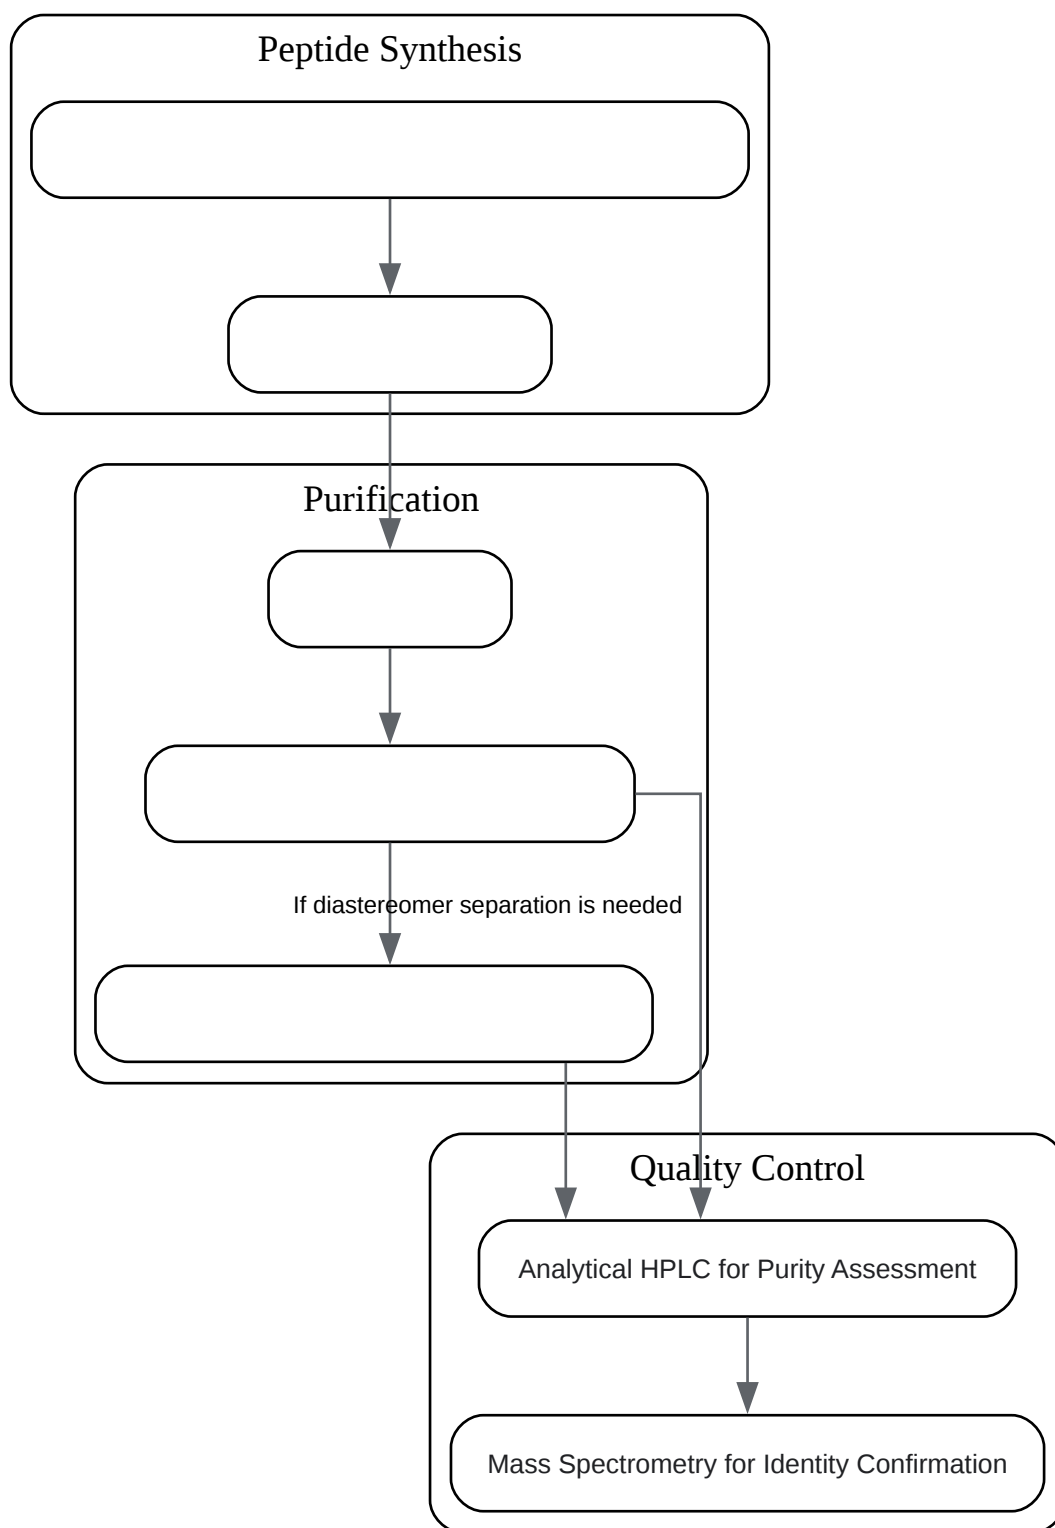 Peptide Synthesis
Purification
If diastereomer separation is needed
Quality Control
Analytical HPLC for Purity Assessment
Mass Spectrometry for Identity Confirmation